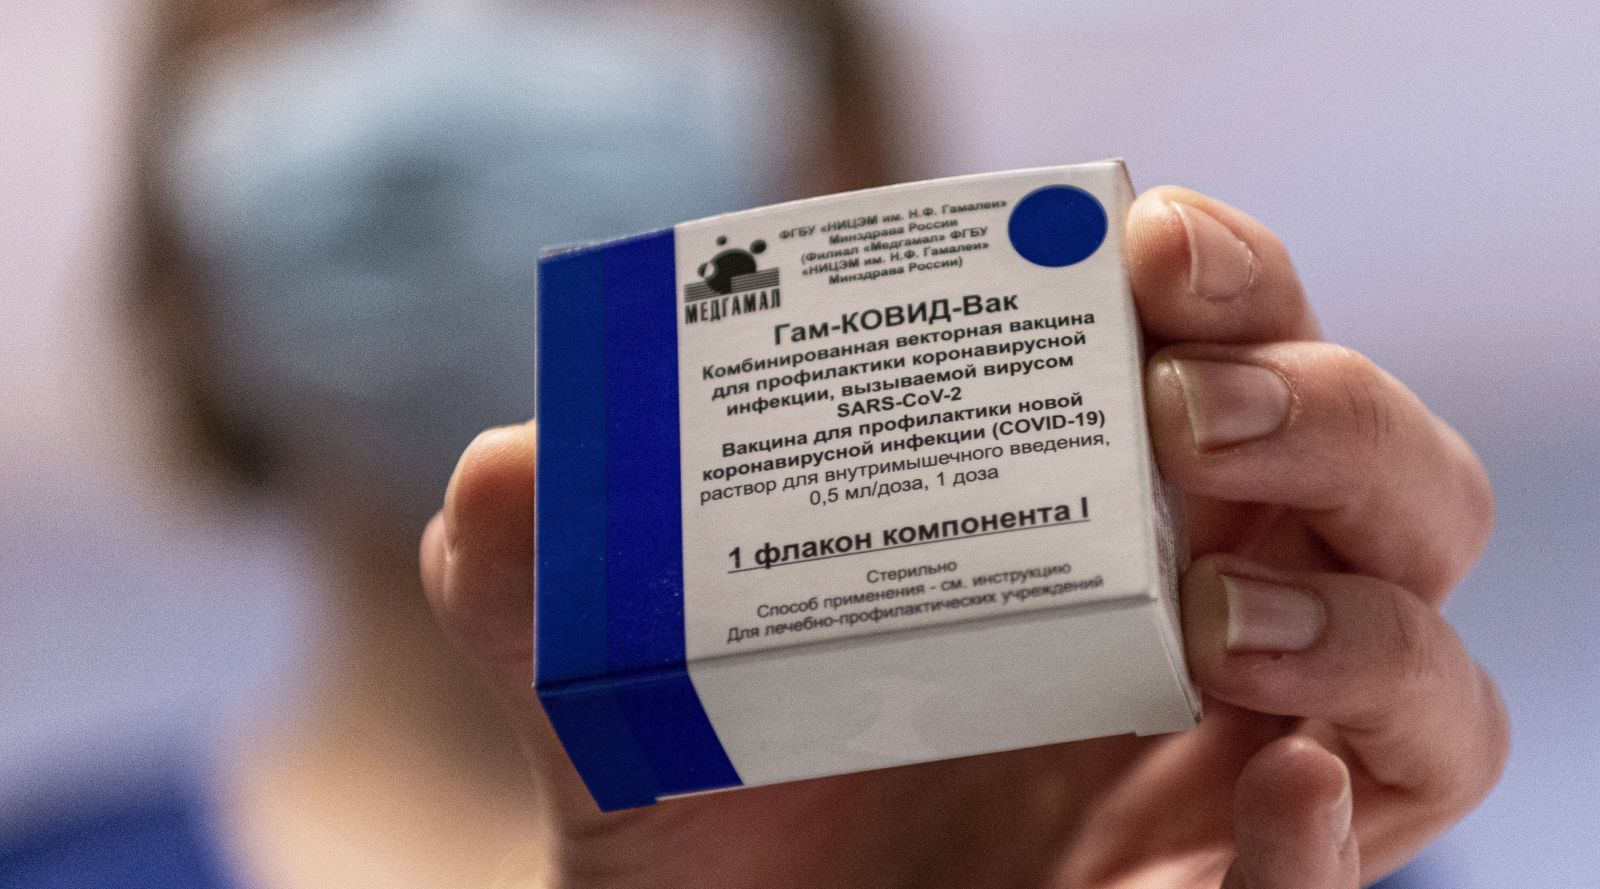 МЕДГАМАЛ
ФГБУ «НИЦЭМ им. Н.Ф. Гамалеи»
Минздрава России
(Филиал «Медгамал» ФГБУ
«НИЦЭМ им. Н.Ф. Гамалеи»
Минздрава России)
Гам-КОВИД-Вак
Комбинированная векторная вакцина
для профилактики коронавирусной
инфекции, вызываемой вирусом
SARS-CoV-2
Вакцина для профилактики новой
коронавирусной инфекции (COVID-19)
раствор для внутримышечного введения,
0,5 мл/доза, 1 доза
1 флакон компонента I
Стерильно
Способ применения - см. инструкцию
Для лечебно-профилактических учреждений